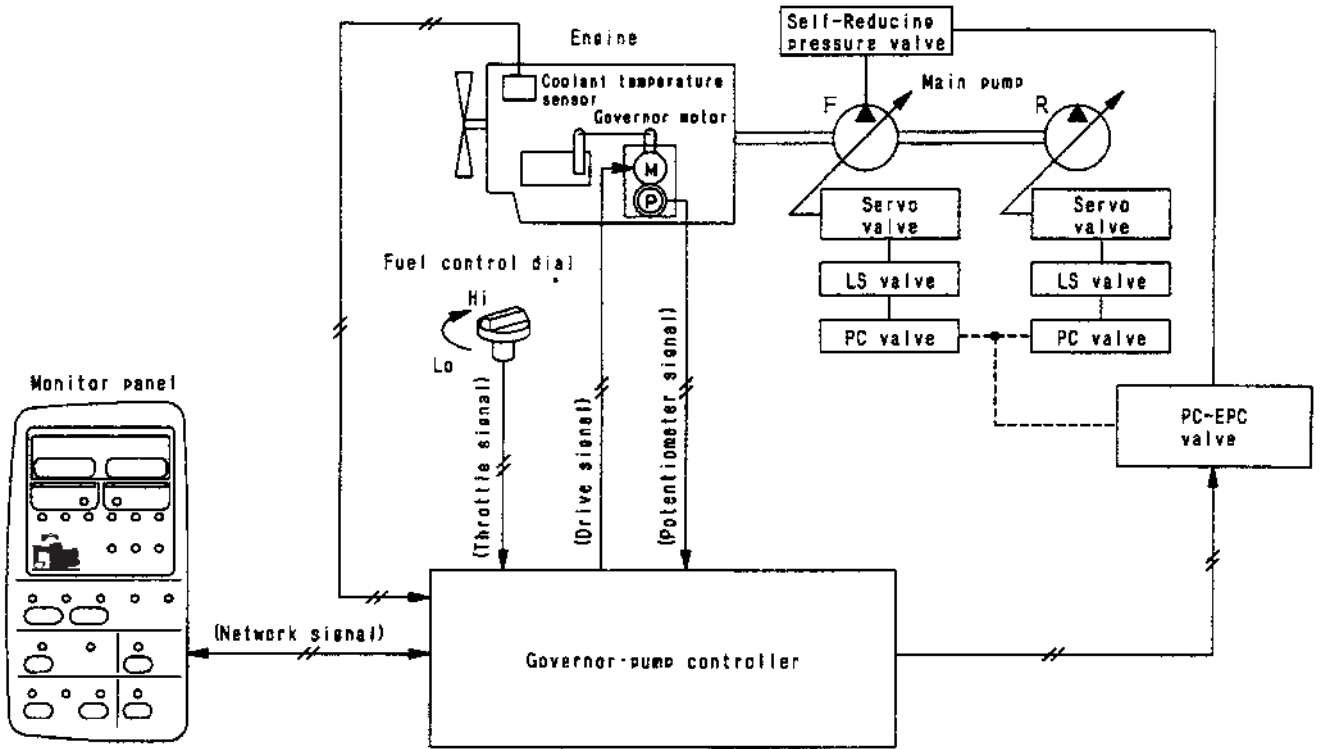 Self-Reducing
pressure valve
Engine
Coolant temperature
sensor
Governor motor
M
P
F
Main pump
R
Servo
valve
Servo
valve
LS valve
LS valve
PC valve
PC valve
PC-EPC
valve
Fuel control dial
Hi
Lo
(Throttle signal)
(Drive signal)
(Potentiometer signal)
Monitor panel
(Network signal)
Governor-pump controller